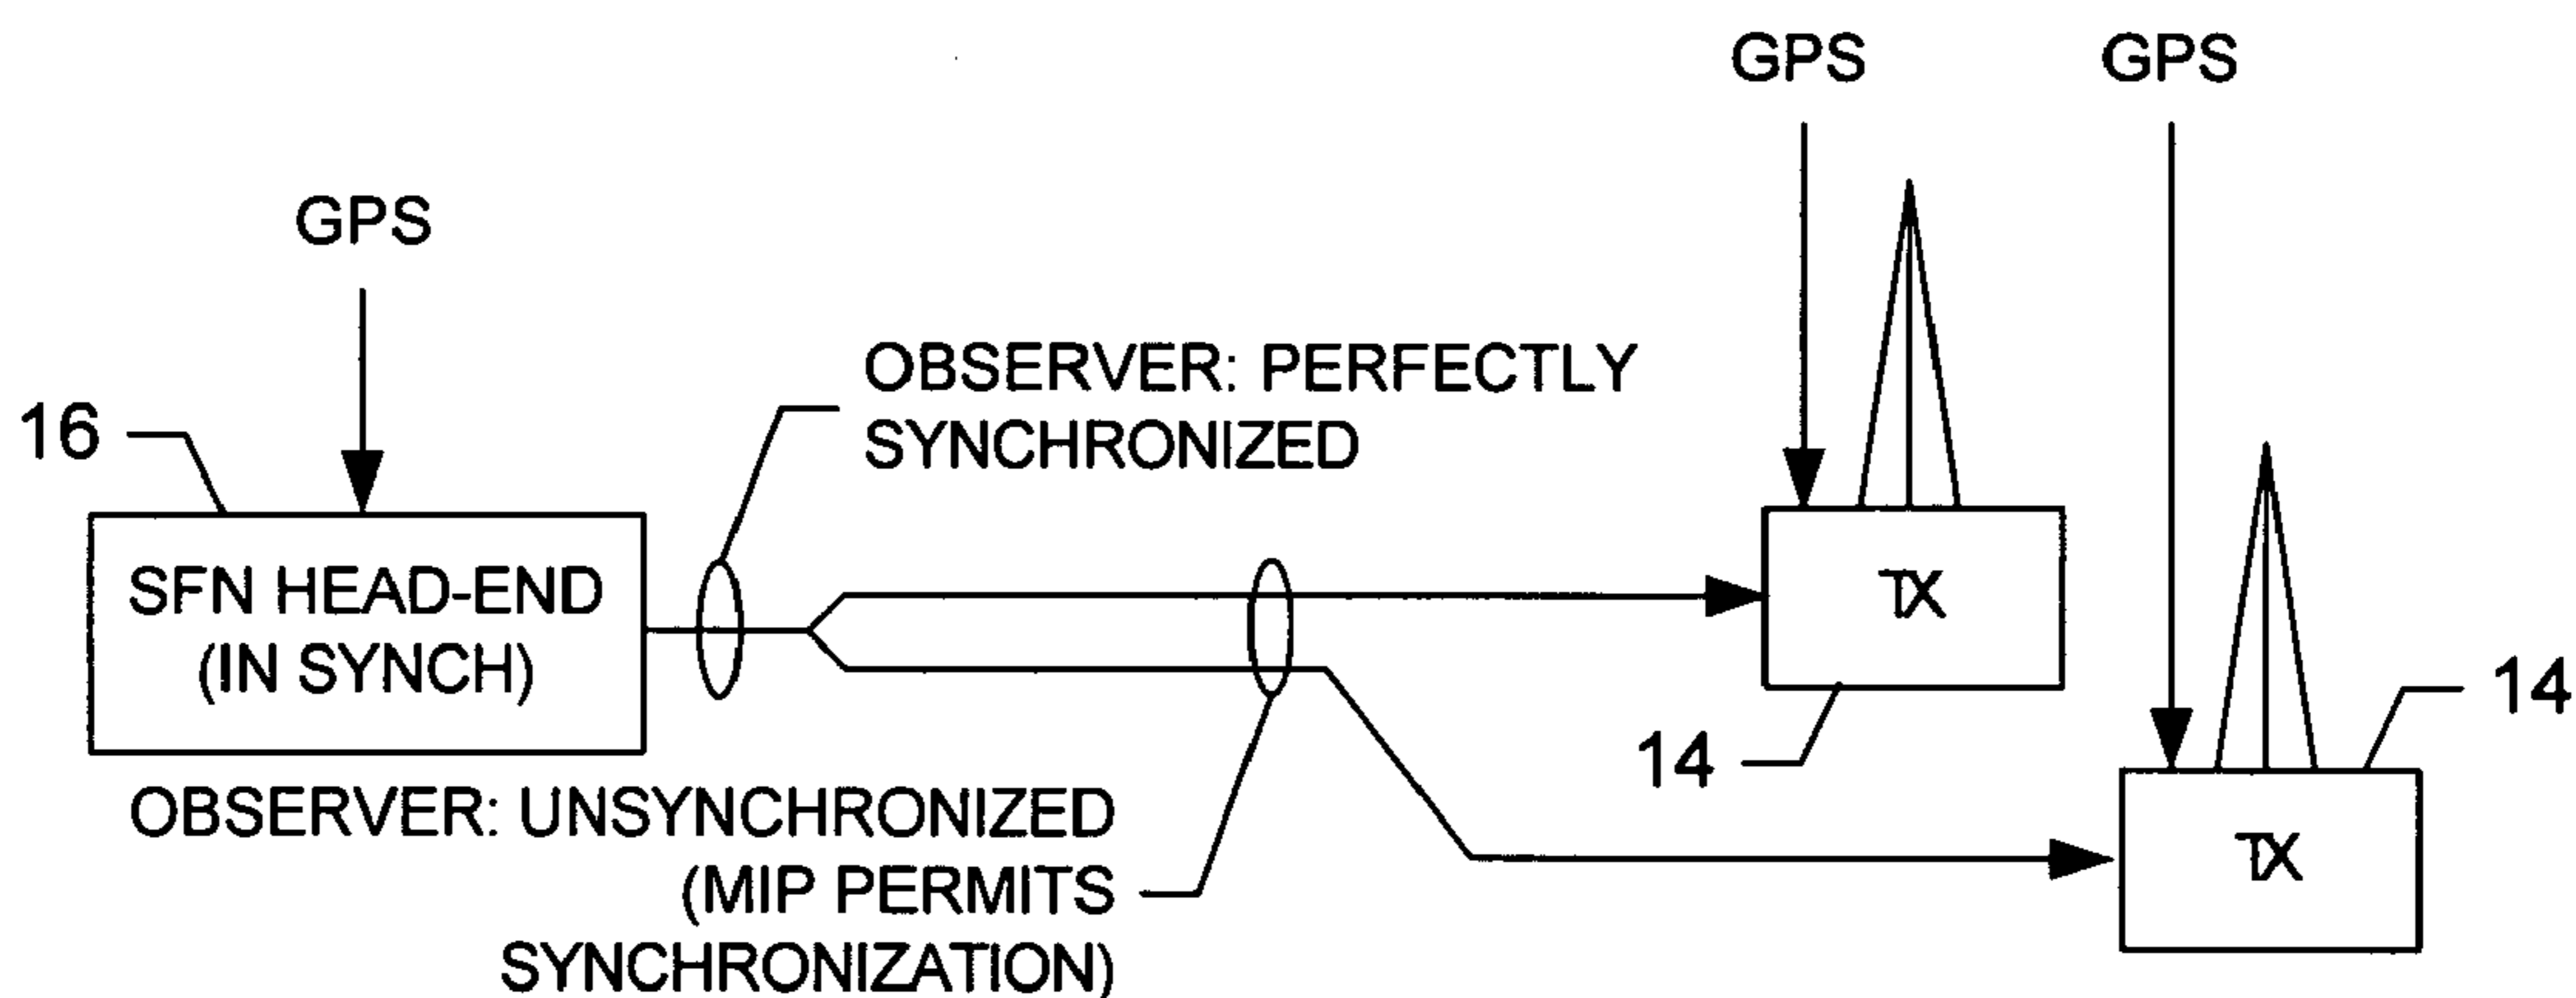 GPS
GPS
GPS
OBSERVER: PERFECTLY
SYNCHRONIZED
16
SFN HEAD-END
(IN SYNCH)
TX
14
14
OBSERVER: UNSYNCHRONIZED
(MIP PERMITS
SYNCHRONIZATION)
TX